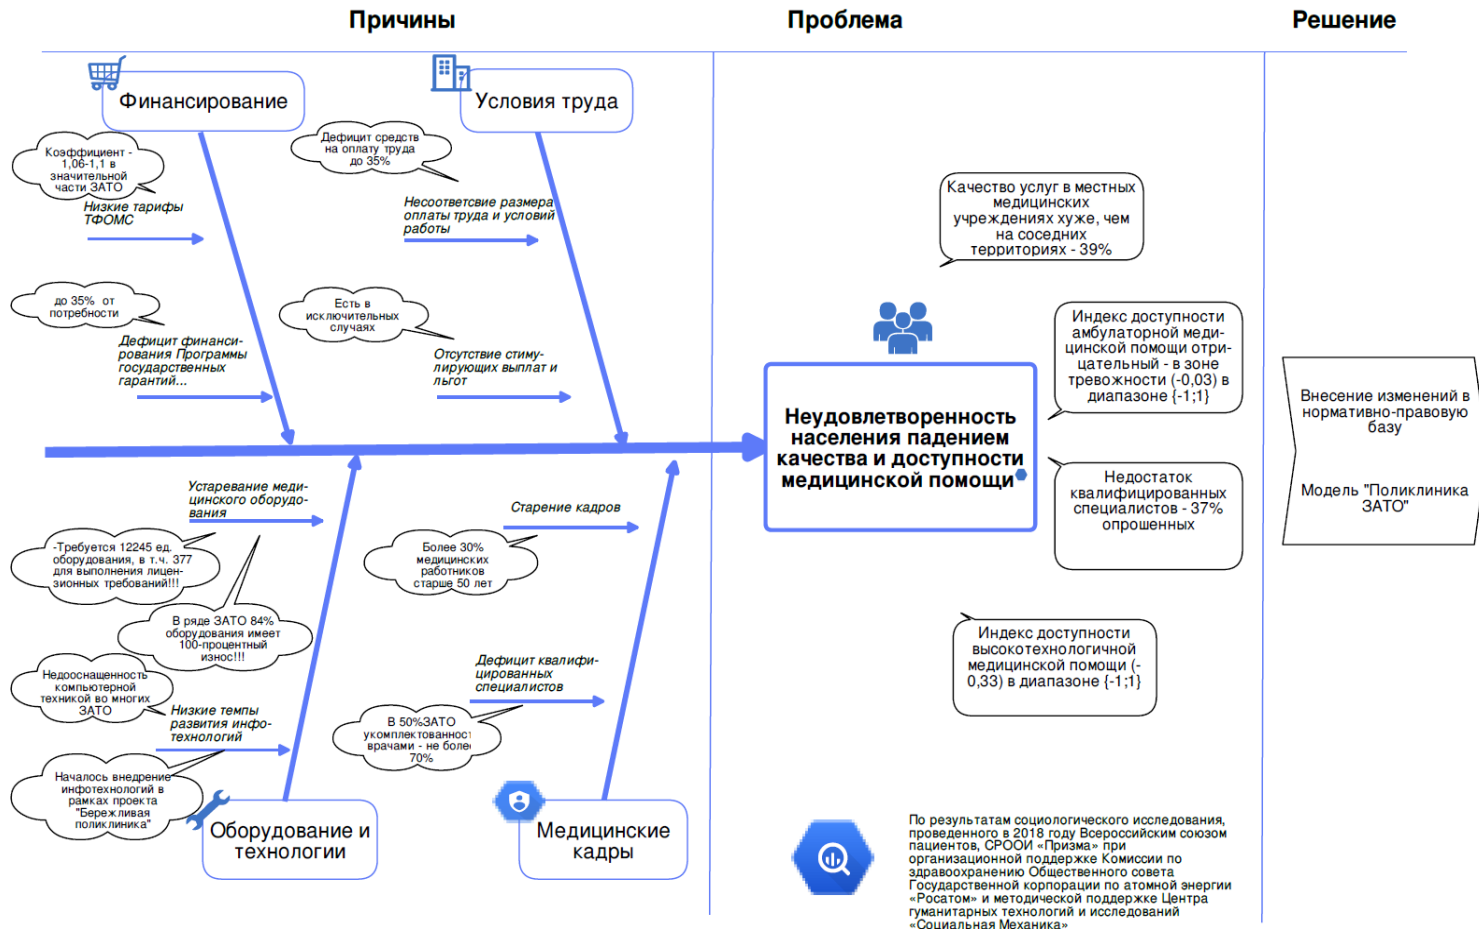 Причины
Проблема
Решение
Финансирование
Условия труда
Коэффициент -
1,06-1,1 в
значительной
части ЗАТО
Низкие тарифы
ТФОМС
Дефицит средств
на оплату труда
до 35%
Несоответсвие размера
оплаты труда и условий
работы
до 35% от
потребности
Дефицит финанси-
рования Программы
государственных
гарантий...
Есть в
исключительных
случаях
Отсутствие стиму-
лирующих выплат и
льгот
Устаревание меди-
цинского оборудо-
вания
-Требуется 12245 ед.
оборудования, в т.ч. 377
для выполнения лицен-
зионных требований!!!
В ряде ЗАТО 84%
оборудования имеет
100-процентный
износ!!!
Недооснащенность
компьютерной
техникой во многих
ЗАТО
Низкие темпы
развития инфо-
технологий
Началось внедрение
инфотехнологий в
рамках проекта
"Бережливая
поликлиника"
Оборудование и
технологии
Старение кадров
Более 30%
медицинских
работников
старше 50 лет
Дефицит квалифи-
цированных
специалистов
В 50%ЗАТО
укомплектованност
врачами - не более
70%
Медицинские
кадры
Качество услуг в местных
медицинских
учреждениях хуже, чем
на соседних
территориях - 39%
Неудовлетворенность
населения падением
качества и доступности
медицинской помощи
Индекс доступности
амбулаторной меди-
цинской помощи отри-
цательный - в зоне
тревожности (-0,03) в
диапазоне {-1;1}
Недостаток
квалифицированных
специалистов - 37%
опрошенных
Индекс доступности
высокотехнологичной
медицинской помощи (-
0,33) в диапазоне {-1;1}
По результатам социологического исследования,
проведенного в 2018 году Всероссийским союзом
пациентов, СРООИ «Призма» при
организационной поддержке Комиссии по
здравоохранению Общественного совета
Государственной корпорации по атомной энергии
«Росатом» и методической поддержке Центра
гуманитарных технологий и исследований
«Социальная Механика»
Внесение изменений в
нормативно-правовую
базу
Модель "Поликлиника
ЗАТО"